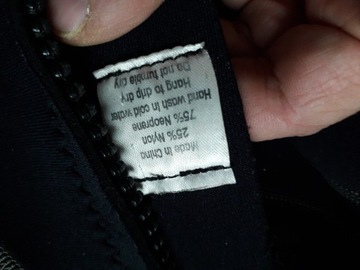 Made in China
25% Nylon
75% Neoprane
Hand wash in cold water
Hang to drip dry
Do not tumble dry